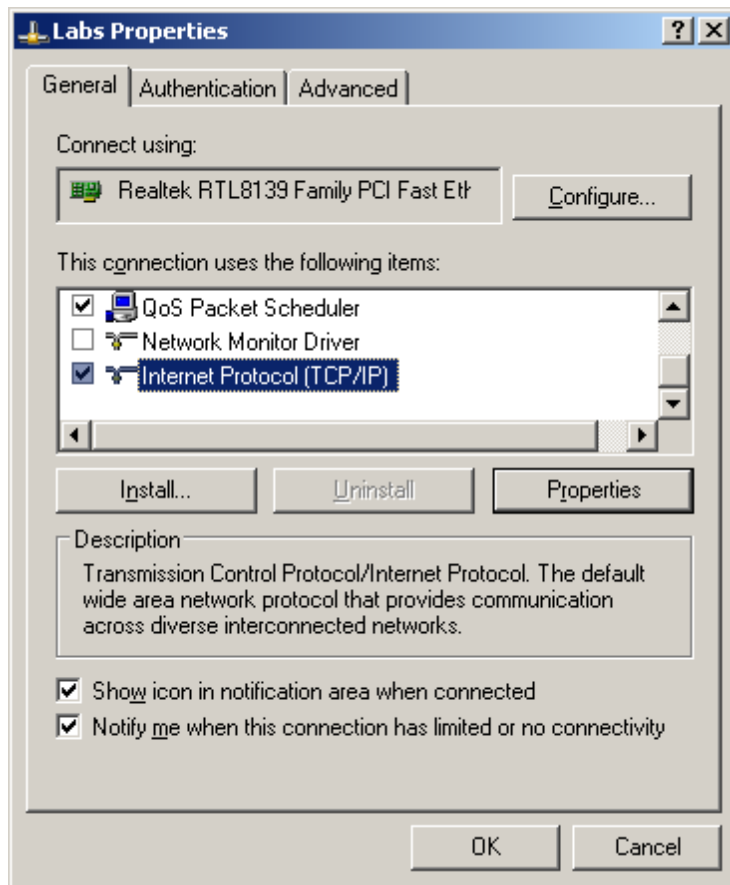 Labs Properties
General Authentication Advanced
Connect using:
Realtek RTL8139 Family PCI Fast Eth
Configure...
This connection uses the following items:
QoS Packet Scheduler
Network Monitor Driver
Internet Protocol (TCP/IP)
Install... Uninstall Properties
Description
Transmission Control Protocol/Internet Protocol. The default
wide area network protocol that provides communication
across diverse interconnected networks.
Show icon in notification area when connected
Notify me when this connection has limited or no connectivity
OK Cancel